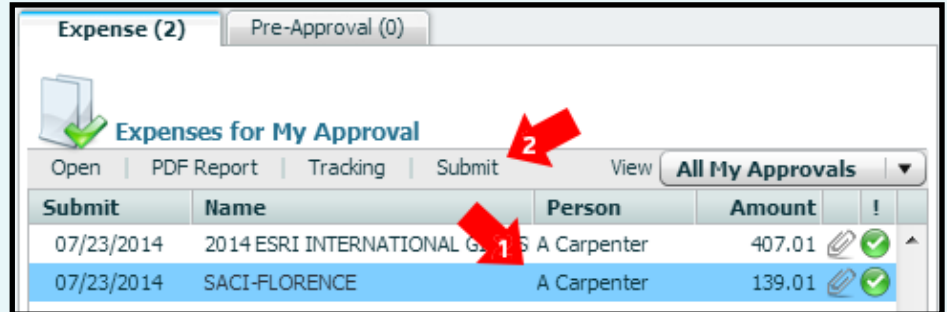 Expense (2) Pre-Approval (0)
Expenses for My Approval
2
Open | PDF Report | Tracking | Submit View All My Approvals
Submit Name Person Amount !
07/23/2014 2014 ESRI INTERNATIONAL A Carpenter 407.01
1
07/23/2014 SACI-FLORENCE A Carpenter 139.01